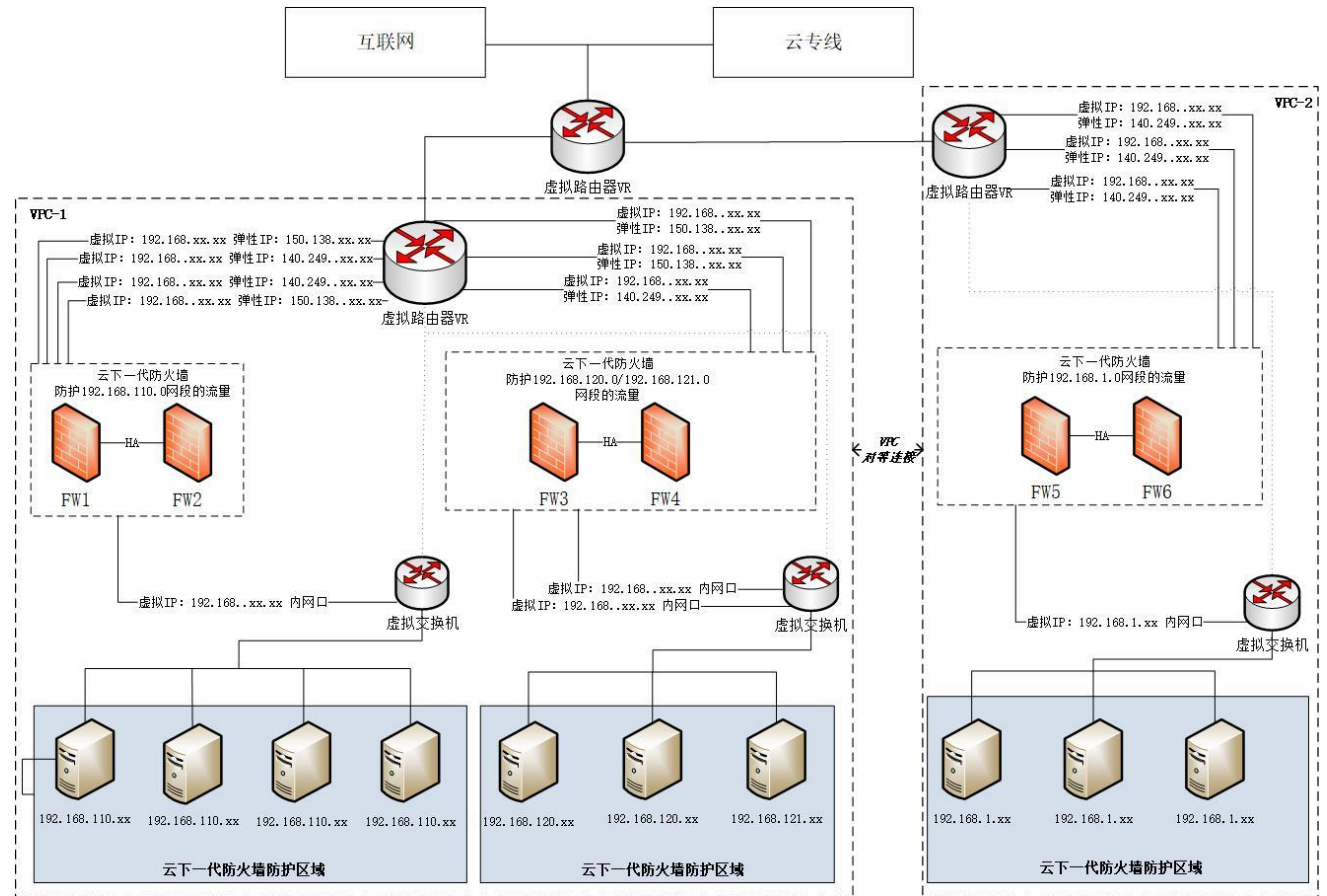 互联网
云专线
虚拟路由器VR
VPC-2
虚拟IP: 192.168..xx.xx
弹性IP: 140.249..xx.xx
虚拟IP: 192.168..xx.xx
弹性IP: 140.249..xx.xx
虚拟IP: 192.168..xx.xx
弹性IP: 140.249..xx.xx
虚拟路由器VR
VPC-1
虚拟IP: 192.168.xx.xx 弹性IP: 150.138.xx.xx
虚拟IP: 192.168..xx.xx 弹性IP: 140.249..xx.xx
虚拟IP: 192.168..xx.xx 弹性IP: 140.249..xx.xx
虚拟IP: 192.168..xx.xx 弹性IP: 150.138..xx.xx
虚拟路由器VR
虚拟IP: 192.168..xx.xx
弹性IP: 150.138..xx.xx
虚拟IP: 192.168..xx.xx
弹性IP: 150.138..xx.xx
虚拟IP: 192.168..xx.xx
弹性IP: 140.249..xx.xx
云下一代防火墙
防护192.168.110.0网段的流量
HA
FW1
FW2
云下一代防火墙
防护192.168.120.0/192.168.121.0
网段的流量
HA
FW3
FW4
VPC
对等连接
云下一代防火墙
防护192.168.1.0网段的流量
HA
FW5
FW6
虚拟IP: 192.168..xx.xx 内网口
虚拟交换机
虚拟IP: 192.168..xx.xx 内网口
虚拟IP: 192.168..xx.xx 内网口
虚拟交换机
虚拟IP: 192.168.1.xx 内网口
虚拟交换机
192.168.110.xx
192.168.110.xx
192.168.110.xx
192.168.110.xx
云下一代防火墙防护区域
192.168.120.xx
192.168.120.xx
192.168.121.xx
云下一代防火墙防护区域
192.168.1.xx
192.168.1.xx
192.168.1.xx
云下一代防火墙防护区域